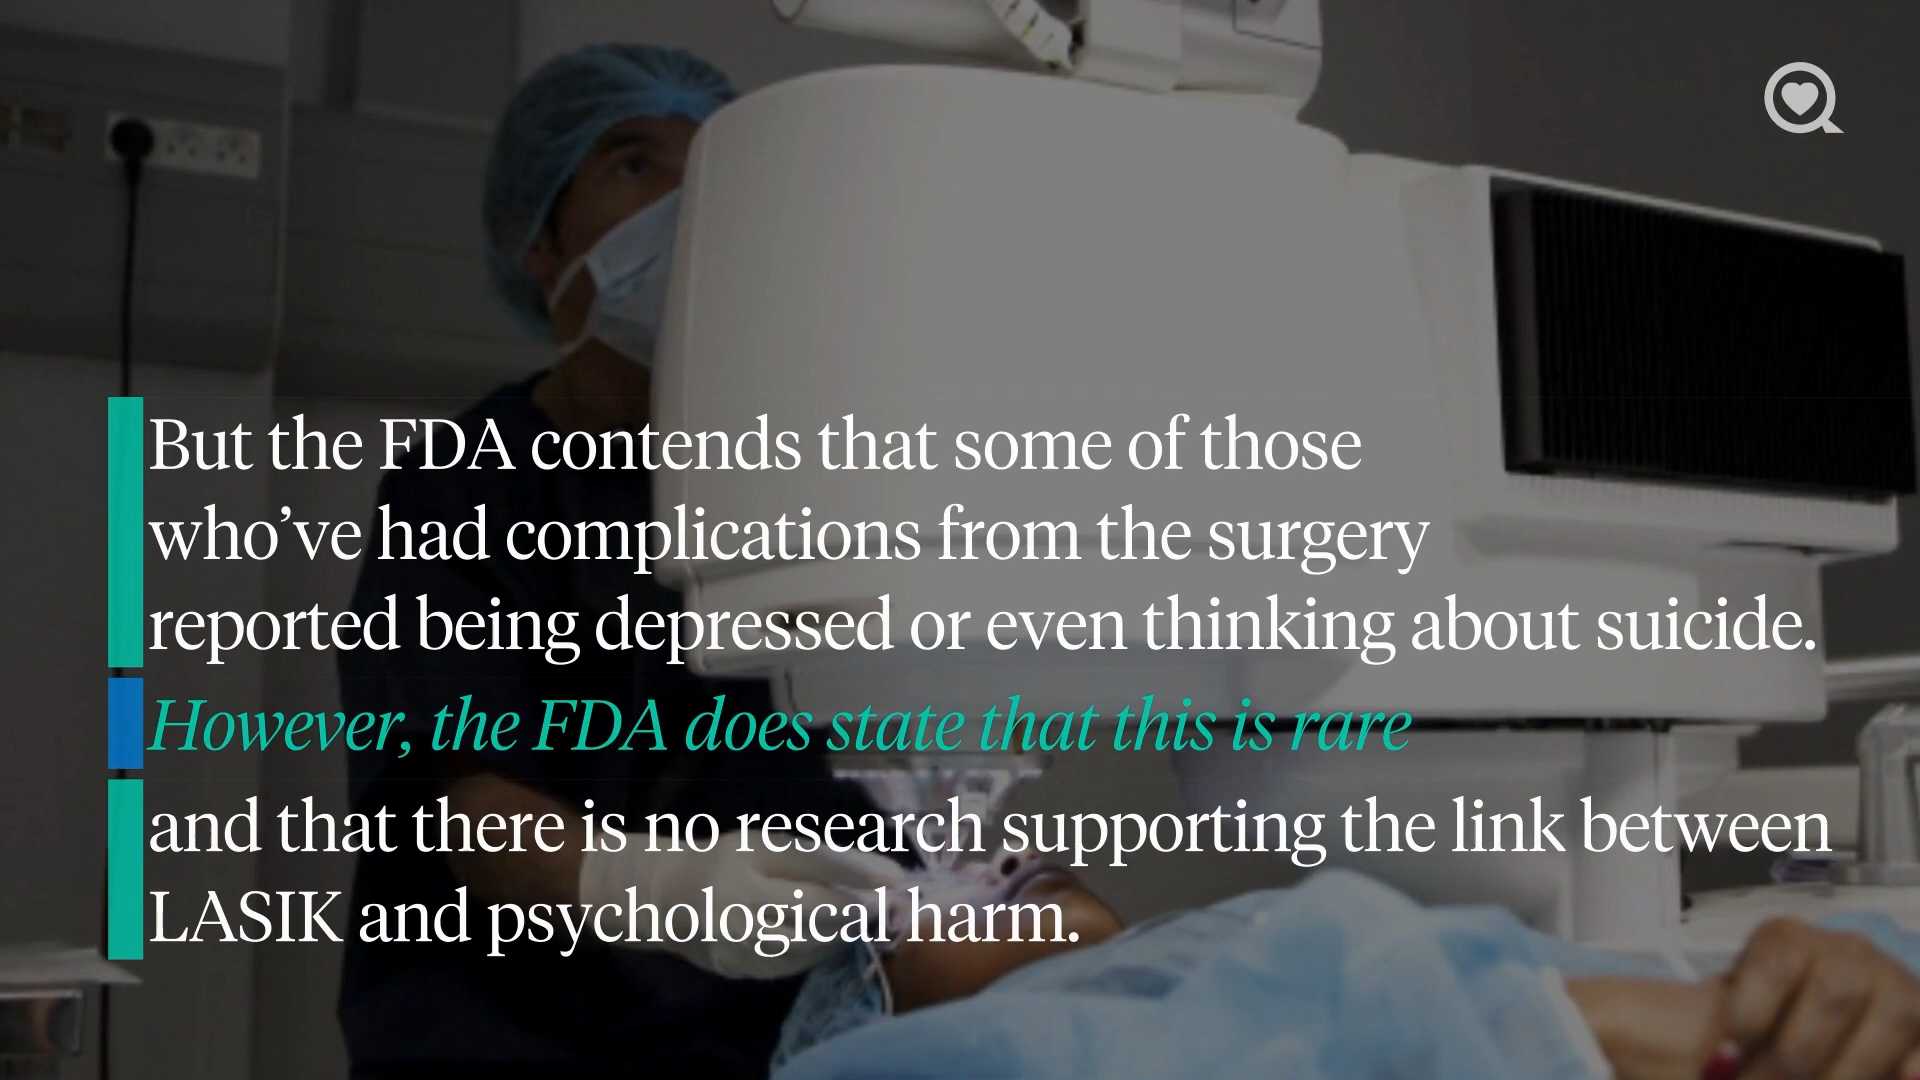 But the FDA contends that some of those
who’ve had complications from the surgery
reported being depressed or even thinking about suicide.
However, the FDA does state that this is rare
and that there is no research supporting the link between
LASIK and psychological harm.